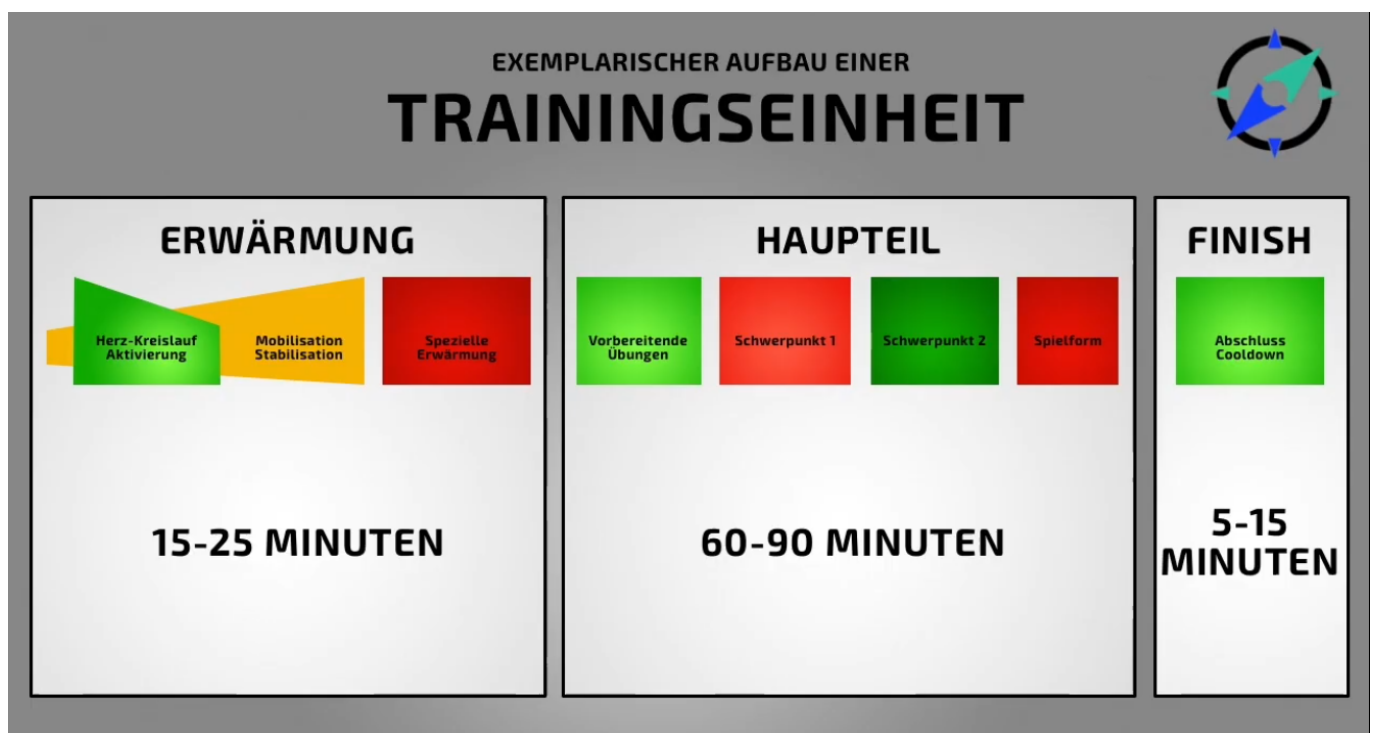 EXEMPLARISCHER AUFBAU EINER
TRAININGSEINHEIT
ERWÄRMUNG
Herz-Kreislauf
Aktivierung
Mobilisation
Stabilisation
Spezielle
Erwärmung
15-25 MINUTEN
HAUPTEIL
Vorbereitende
Übungen
Schwerpunkt 1
Schwerpunkt 2
Spielform
60-90 MINUTEN
FINISH
Abschluss
Cooldown
5-15
MINUTEN